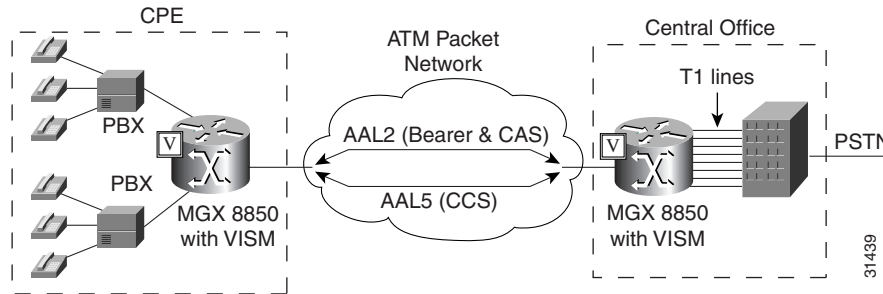 CPE
PBX
V
PBX
MGX 8850
with VISM
ATM Packet
Network
AAL2 (Bearer & CAS)
AAL5 (CCS)
Central Office
T1 lines
V
MGX 8850
with VISM
PSTN
31439